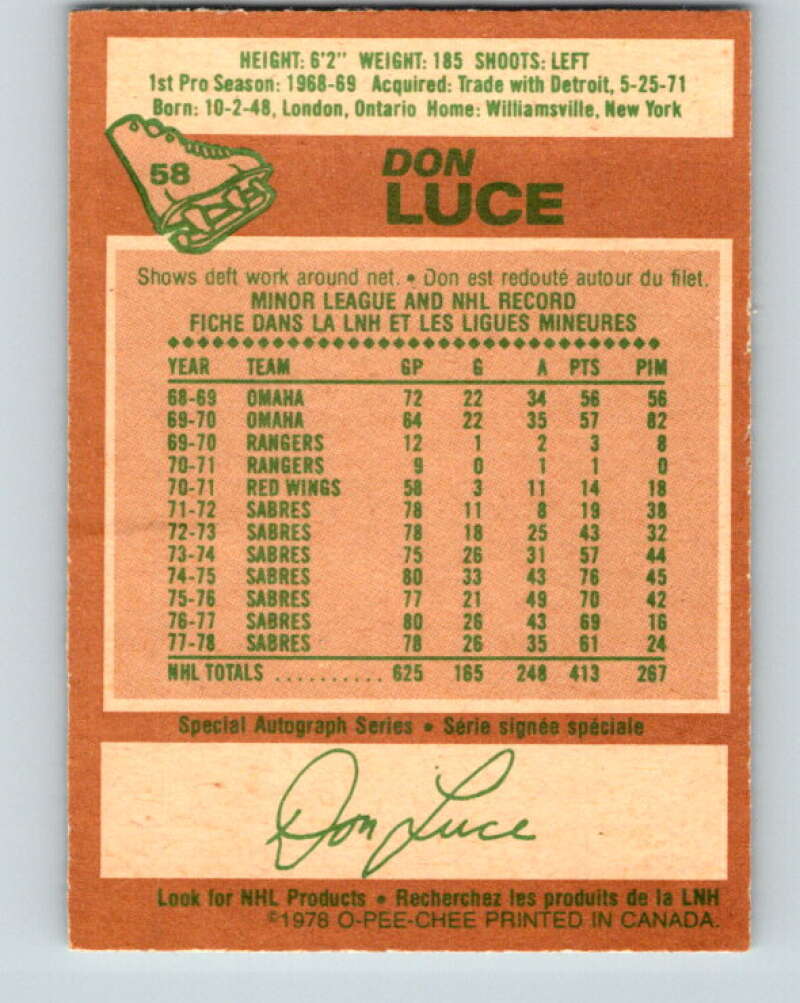 HEIGHT: 6'2" WEIGHT: 185 SHOOTS: LEFT
1st Pro Season: 1968-69 Acquired: Trade with Detroit, 5-25-71
Born: 10-2-48, London, Ontario Home: Williamsville, New York
58
DON
LUCE
Shows deft work around net. • Don est redouté autour du filet.
MINOR LEAGUE AND NHL RECORD
FICHE DANS LA LNH ET LES LIGUES MINEURES
YEAR TEAM GP G A PTS PIM
68-69 OMAHA 72 22 34 56 56
69-70 OMAHA 64 22 35 57 82
69-70 RANGERS 12 1 2 3 8
70-71 RANGERS 9 0 1 1 0
70-71 RED WINGS 58 3 11 14 18
71-72 SABRES 78 11 8 19 38
72-73 SABRES 78 18 25 43 32
73-74 SABRES 75 26 31 57 44
74-75 SABRES 80 33 43 76 45
75-76 SABRES 77 21 49 70 42
76-77 SABRES 80 26 43 69 16
77-78 SABRES 78 26 35 61 24
NHL TOTALS .......... 625 165 248 413 267
Special Autograph Series • Série signée spéciale
Don Luce
Look for NHL Products • Recherchez les produits de la LNH
©1978 O-PEE-CHEE PRINTED IN CANADA.